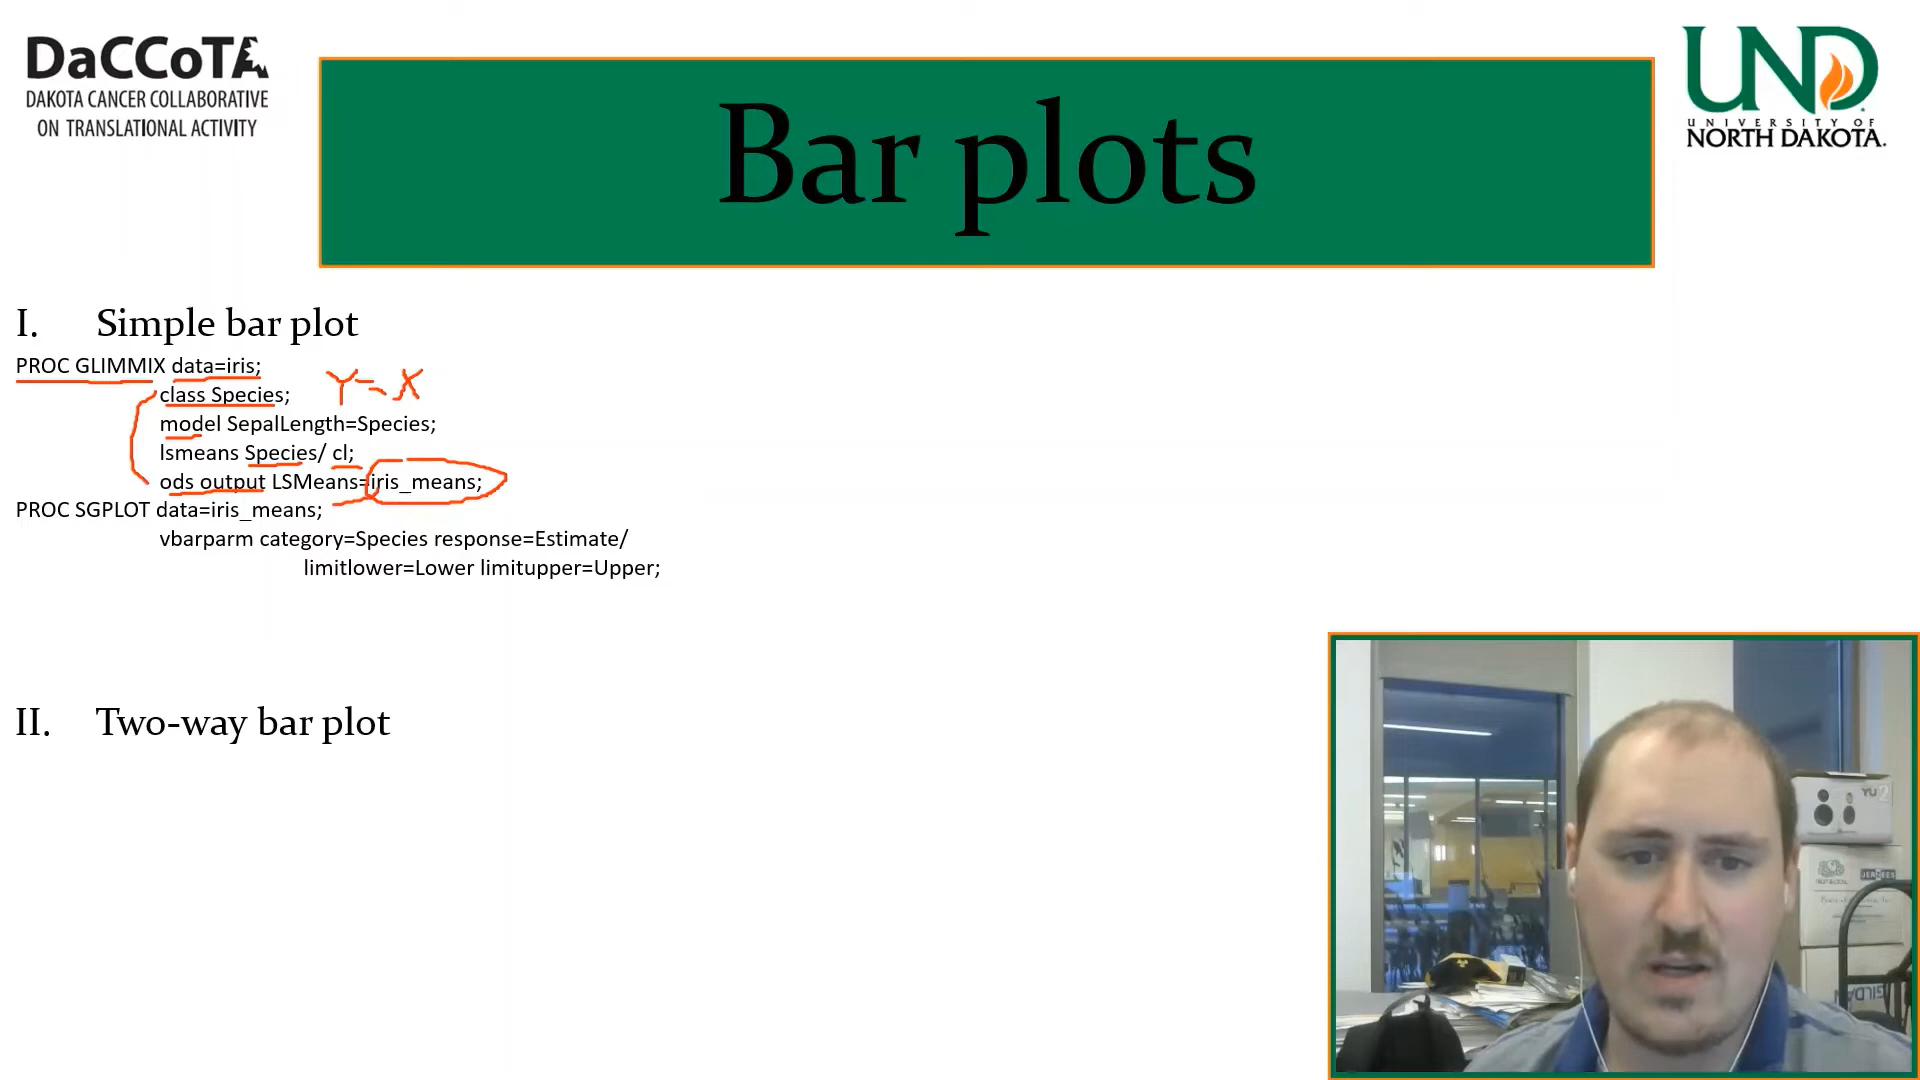 DaCCoTA
DAKOTA CANCER COLLABORATIVE
ON TRANSLATIONAL ACTIVITY
Bar plots
UND
UNIVERSITY OF
NORTH DAKOTA.
I. Simple bar plot
PROC GLIMMIX data=iris;
class Species;
Y=X
model SepalLength=Species;
lsmeans Species/ cl;
ods output LSMeans=iris_means;
PROC SGPLOT data=iris_means;
vbarparm category=Species response=Estimate/
limitlower=Lower limitupper=Upper;
II. Two-way bar plot
JERZEES
GILDAN